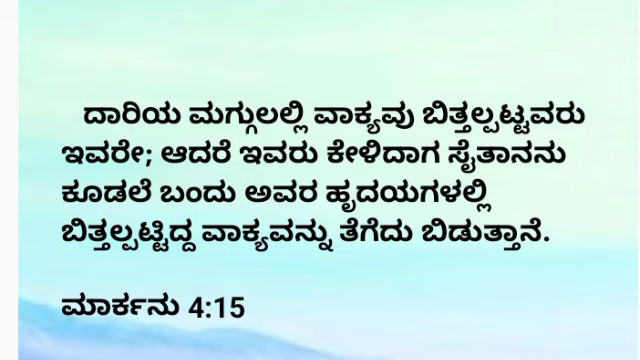 ದಾರಿಯ ಮಗ್ಗುಲಲ್ಲಿ ವಾಕ್ಯವು ಬಿತ್ತಲ್ಪಟ್ಟವರು
ಇವರೇ; ಆದರೆ ಇವರು ಕೇಳಿದಾಗ ಸೈತಾನನು
ಕೂಡಲೆ ಬಂದು ಅವರ ಹೃದಯಗಳಲ್ಲಿ
ಬಿತ್ತಲ್ಪಟ್ಟಿದ್ದ ವಾಕ್ಯವನ್ನು ತೆಗೆದು ಬಿಡುತ್ತಾನೆ.
ಮಾರ್ಕನು 4:15